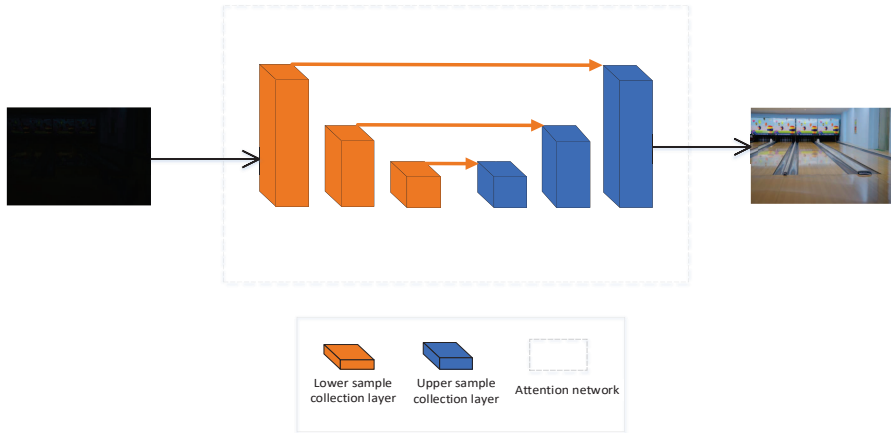 Lower sample
collection layer
Upper sample
collection layer
Attention network